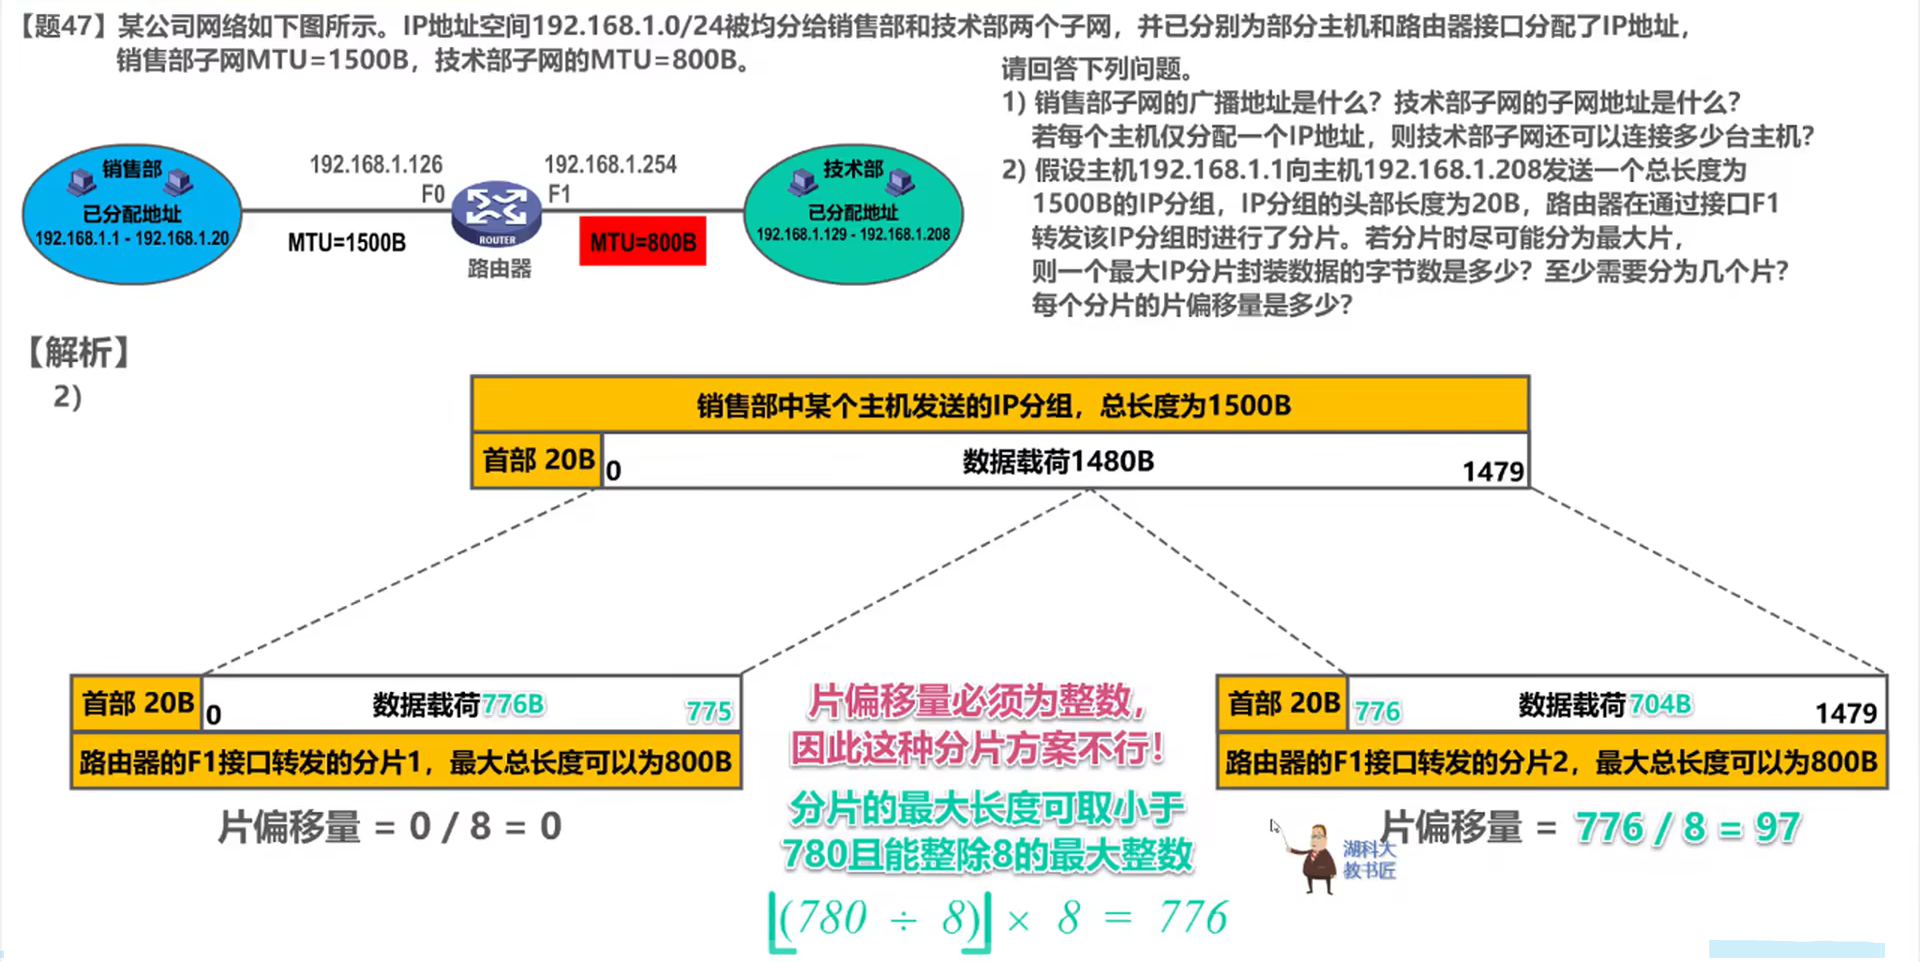 【题47】某公司网络如下图所示。IP地址空间192.168.1.0/24被均分给销售部和技术部两个子网，并已分别为部分主机和路由器接口分配了IP地址，
销售部子网MTU=1500B，技术部子网的MTU=800B。
请回答下列问题。
1) 销售部子网的广播地址是什么？技术部子网的子网地址是什么？
若每个主机仅分配一个IP地址，则技术部子网还可以连接多少台主机？
2) 假设主机192.168.1.1向主机192.168.1.208发送一个总长度为
1500B的IP分组，IP分组的头部长度为20B，路由器在通过接口F1
转发该IP分组时进行了分片。若分片时尽可能分为最大片，
则一个最大IP分片封装数据的字节数是多少？至少需要分为几个片？
每个分片的片偏移量是多少？
销售部
已分配地址
192.168.1.1 - 192.168.1.20
192.168.1.126
F0
MTU=1500B
ROUTER
路由器
192.168.1.254
F1
MTU=800B
技术部
已分配地址
192.168.1.129 - 192.168.1.208
【解析】
2)
销售部中某个主机发送的IP分组，总长度为1500B
首部 20B 0 数据载荷1480B 1479
首部 20B 0 数据载荷776B 775
路由器的F1接口转发的分片1，最大总长度可以为800B
片偏移量 = 0 / 8 = 0
片偏移量必须为整数，
因此这种分片方案不行！
分片的最大长度可取小于
780且能整除8的最大整数
⌊(780 ÷ 8)⌋ × 8 = 776
首部 20B 776 数据载荷704B 1479
路由器的F1接口转发的分片2，最大总长度可以为800B
片偏移量 = 776 / 8 = 97
湖科大
教书匠